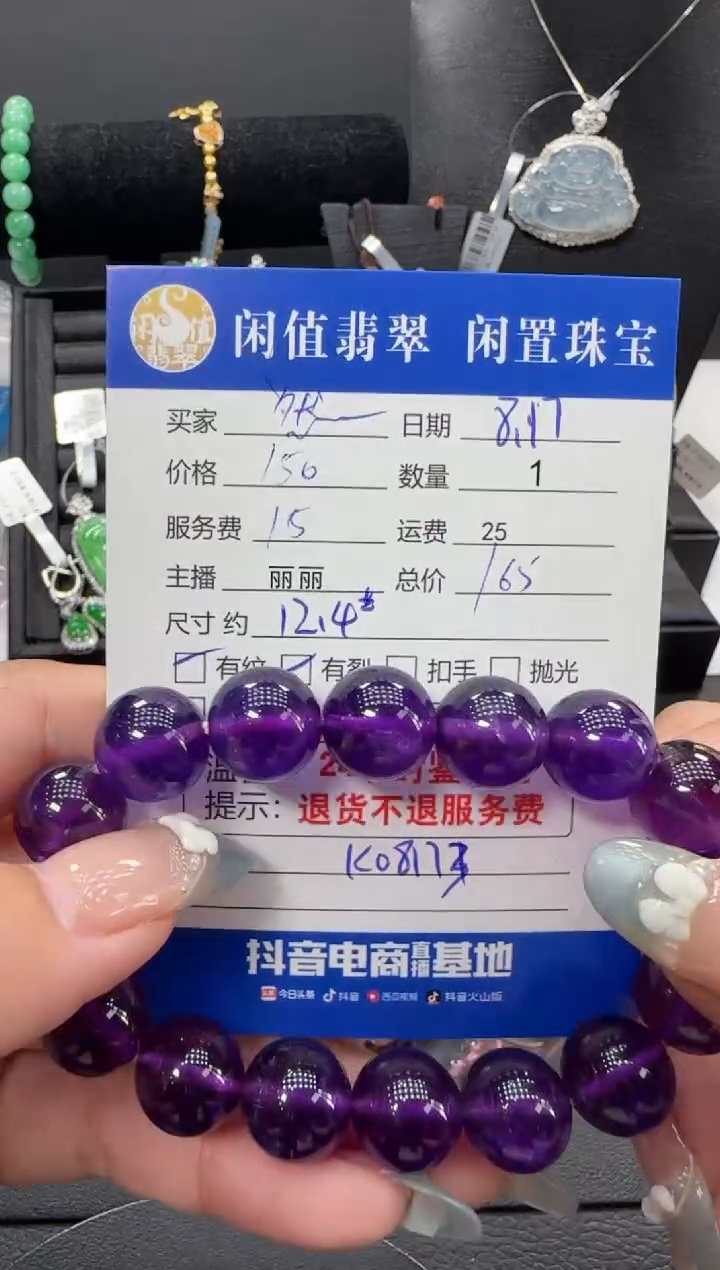 闲值翡翠 闲置珠宝
买家 日期 8.17
价格 150 数量 1
服务费 15 运费 25
主播 丽丽 总价 165
尺寸 约 12.4
有纹 有裂 扣手 抛光
提示：退货不退服务费
抖音电商直播基地
今日头条 抖音 西瓜视频 抖音火山版